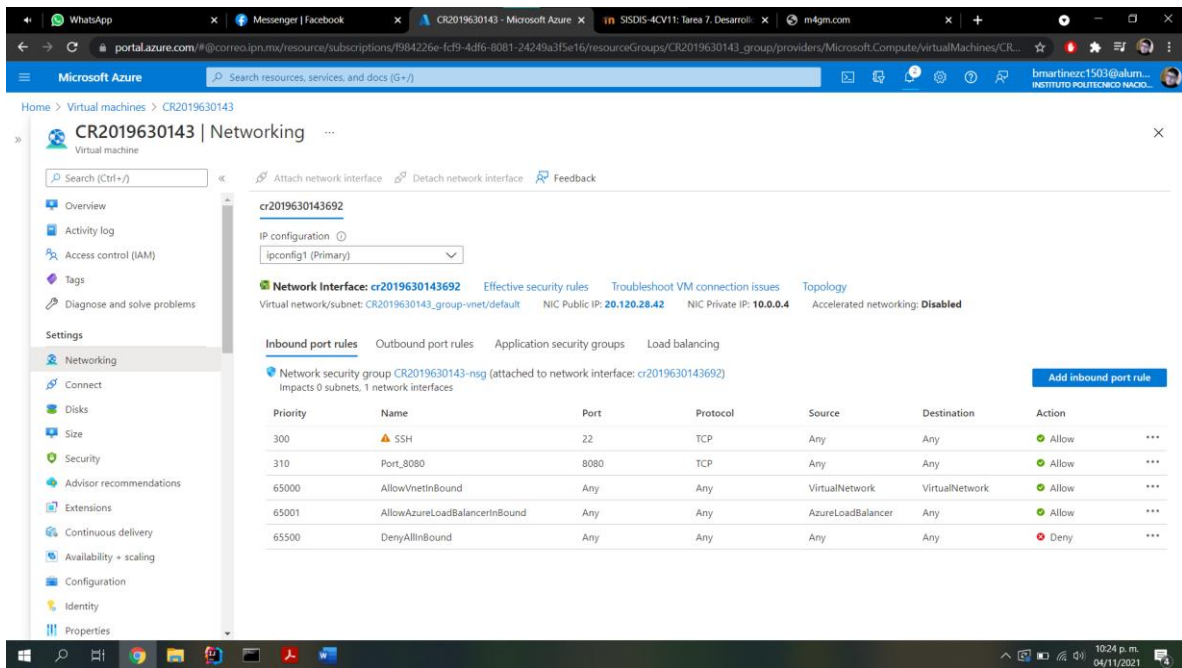 WhatsApp
Messenger | Facebook
CR2019630143 - Microsoft Azure
SISDIS-4CV11: Tarea 7. Desarroll
m4gm.com
portal.azure.com/#@correo.ipn.mx/resource/subscriptions/f984226e-fcf9-4df6-8081-24249a3f5e16/resourceGroups/CR2019630143_group/providers/Microsoft.Compute/virtualMachines/CR...
Microsoft Azure
Search resources, services, and docs (G+/)
2
bmartinezc1503@alum...
INSTITUTO POLITECNICO NACIO...
Home > Virtual machines > CR2019630143
CR2019630143 | Networking ...
Virtual machine
Search (Ctrl+/)
Attach network interface Detach network interface Feedback
Overview
Activity log
Access control (IAM)
Tags
Diagnose and solve problems
Settings
Networking
Connect
Disks
Size
Security
Advisor recommendations
Extensions
Continuous delivery
Availability + scaling
Configuration
Identity
Properties
cr2019630143692
IP configuration
ipconfig1 (Primary)
Network Interface: cr2019630143692 Effective security rules Troubleshoot VM connection issues Topology
Virtual network/subnet: CR2019630143_group-vnet/default NIC Public IP: 20.120.28.42 NIC Private IP: 10.0.0.4 Accelerated networking: Disabled
Inbound port rules Outbound port rules Application security groups Load balancing
Network security group CR2019630143-nsg (attached to network interface: cr2019630143692)
Impacts 0 subnets, 1 network interfaces
Add inbound port rule
Priority Name Port Protocol Source Destination Action
300 SSH 22 TCP Any Any Allow
310 Port_8080 8080 TCP Any Any Allow
65000 AllowVnetInBound Any Any VirtualNetwork VirtualNetwork Allow
65001 AllowAzureLoadBalancerInBound Any Any AzureLoadBalancer Any Allow
65500 DenyAllInBound Any Any Any Any Deny
10:24 p. m.
04/11/2021